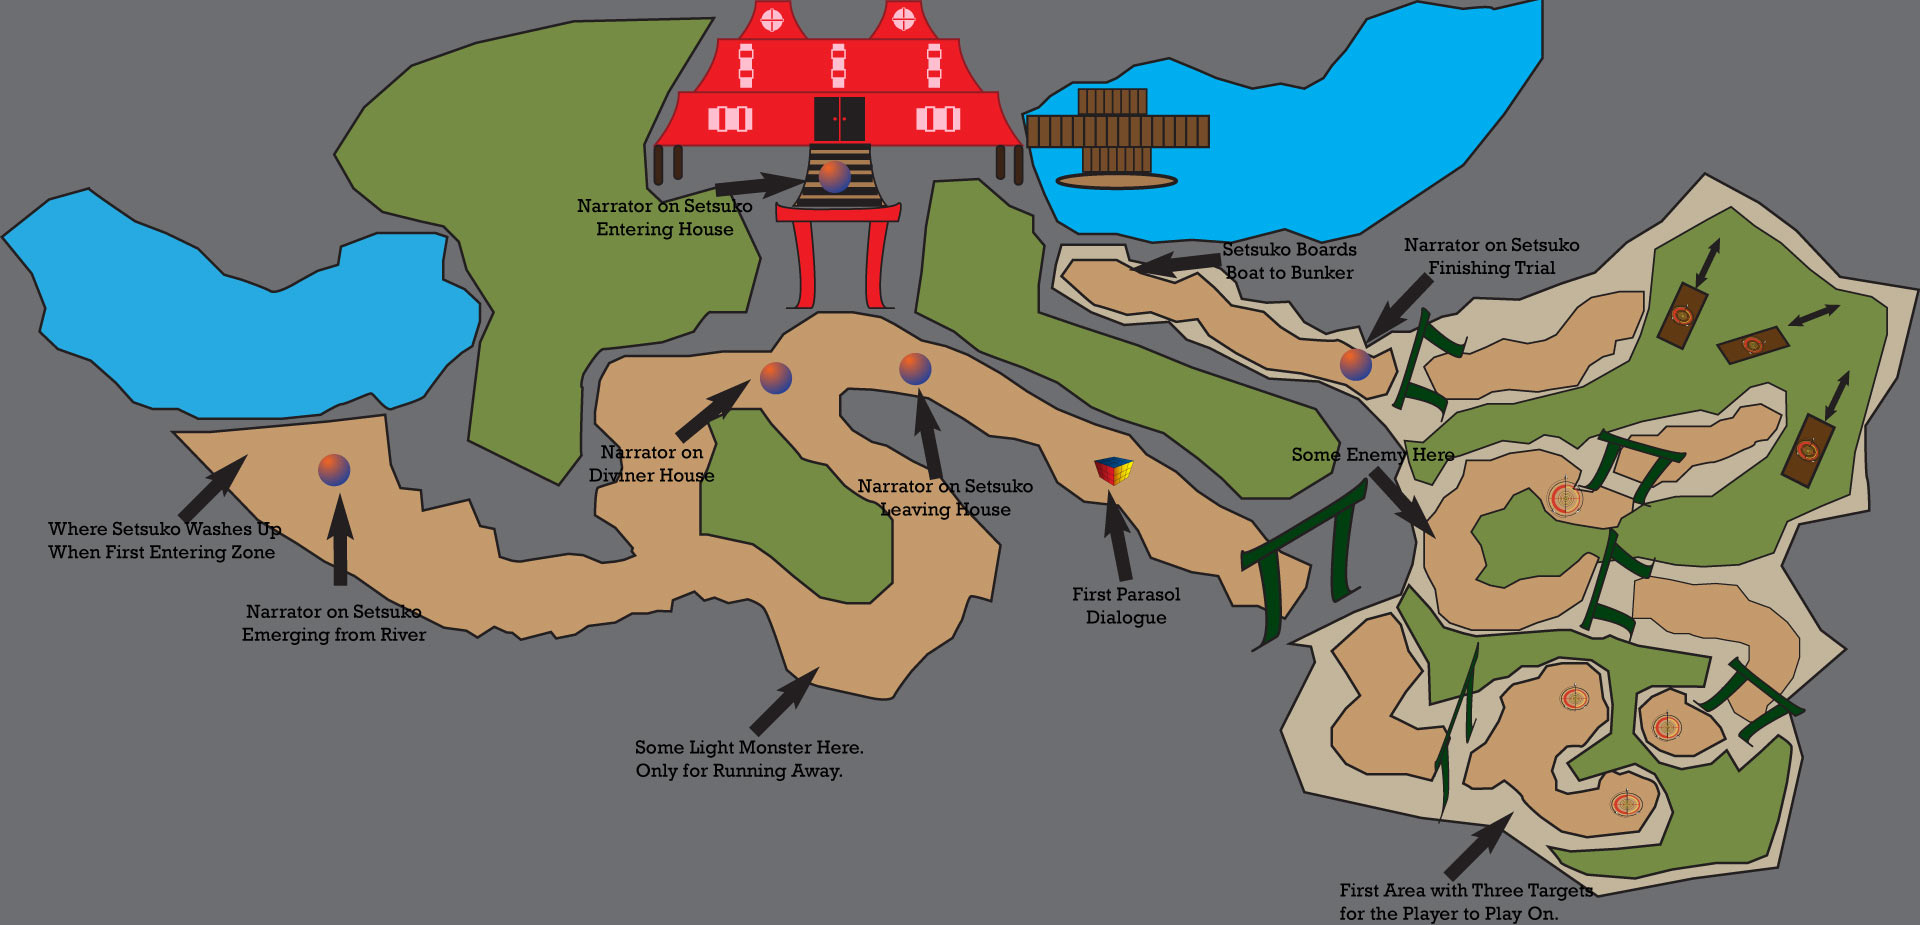 Narrator on Setsuko
Entering House
Setsuko Boards
Boat to Bunker
Narrator on Setsuko
Finishing Trial
Narrator on
Diviner House
Some Enemy Here
Narrator on Setsuko
Leaving House
Where Setsuko Washes Up
When First Entering Zone
First Parasol
Dialogue
Narrator on Setsuko
Emerging from River
Some Light Monster Here.
Only for Running Away.
First Area with Three Targets
for the Player to Play On.